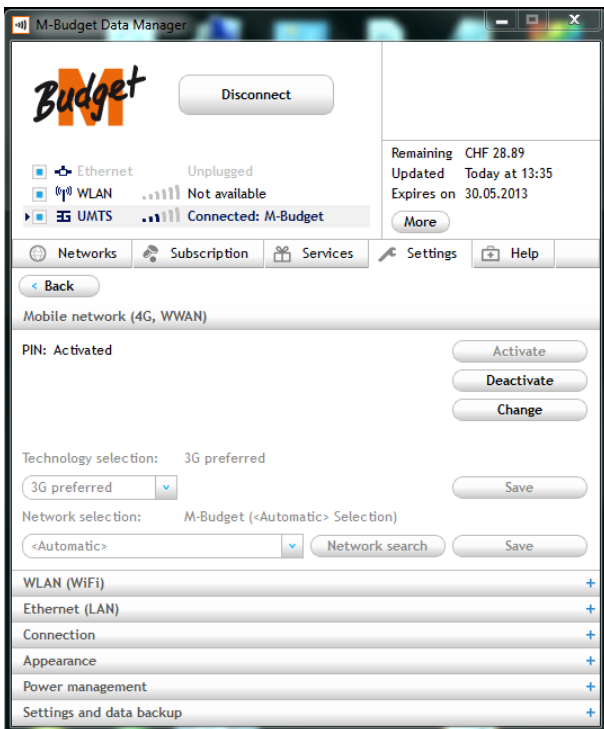 M-Budget Data Manager
M Budget
Disconnect
Ethernet Unplugged
WLAN Not available
UMTS Connected: M-Budget
Remaining CHF 28.89
Updated Today at 13:35
Expires on 30.05.2013
More
Networks Subscription Services Settings Help
< Back
Mobile network (4G, WWAN)
PIN: Activated
Activate
Deactivate
Change
Technology selection: 3G preferred
3G preferred Save
Network selection: M-Budget (<Automatic> Selection)
<Automatic> Network search Save
WLAN (WiFi) +
Ethernet (LAN) +
Connection +
Appearance +
Power management +
Settings and data backup +